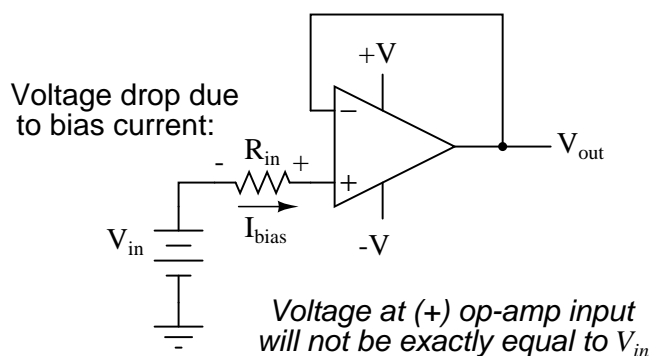 +V
Voltage drop due
to bias current:
−
- R_in +
+
V_out
I_bias
V_in
-V
Voltage at (+) op-amp input
will not be exactly equal to V_in